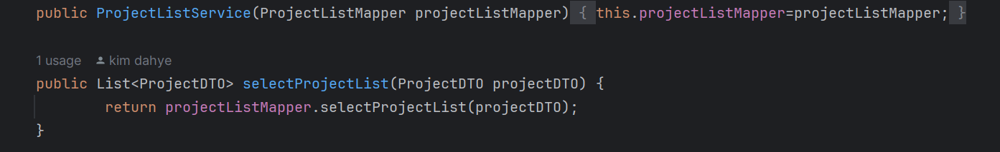 public ProjectListService(ProjectListMapper projectListMapper) { this.projectListMapper=projectListMapper; }
1 usage kim dahye
public List<ProjectDTO> selectProjectList(ProjectDTO projectDTO) {
return projectListMapper.selectProjectList(projectDTO);
}